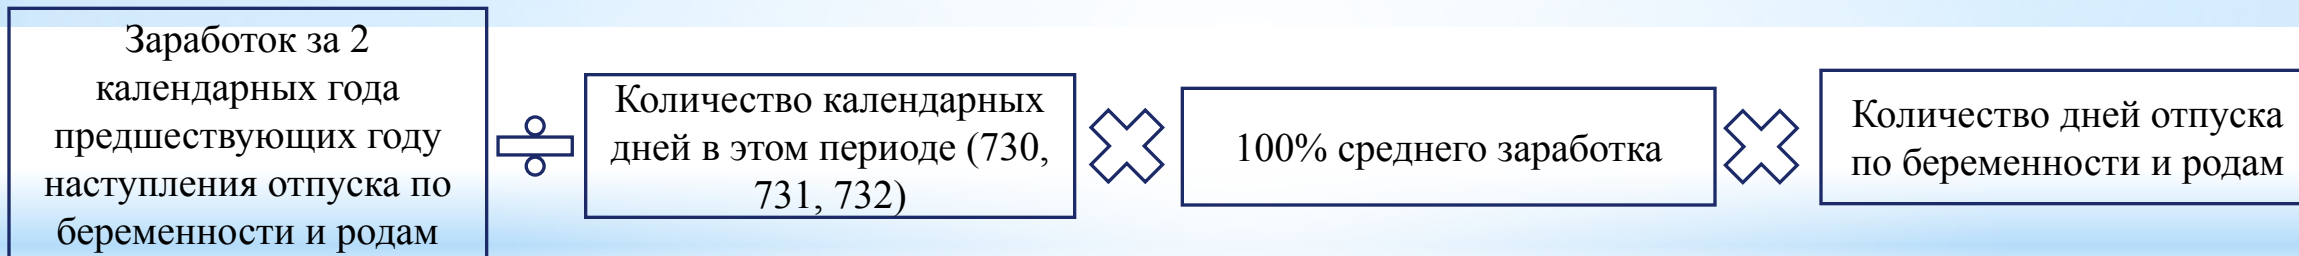 Заработок за 2
календарных года
предшествующих году
наступления отпуска по
беременности и родам
Количество календарных
дней в этом периоде (730,
731, 732)
100% среднего заработка
Количество дней отпуска
по беременности и родам